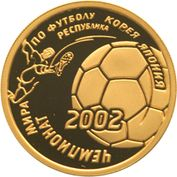 ЧЕМПИОНАТ МИРА ПО ФУТБОЛУ КОРЕЯ ЯПОНИЯ
РЕСПУБЛИКА
2002